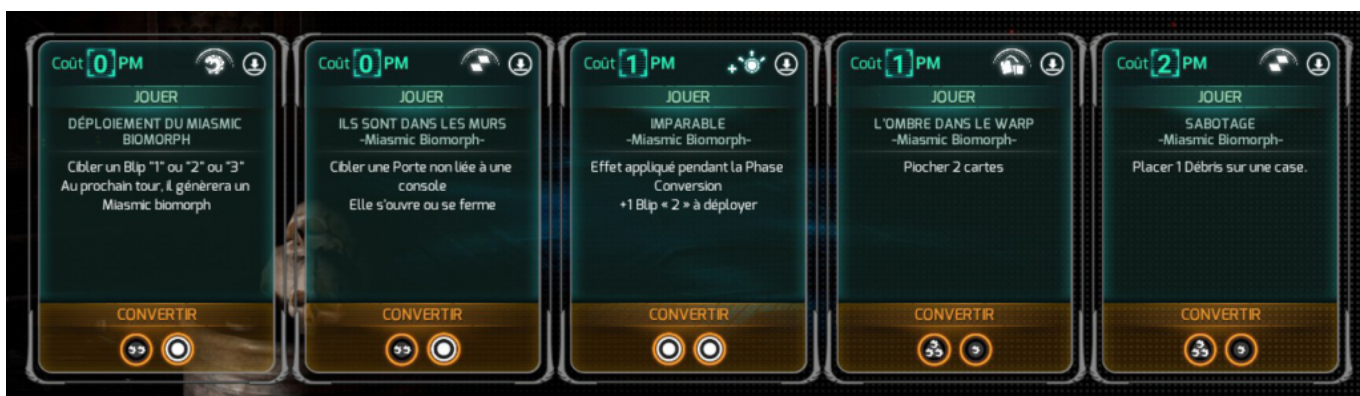 Coût [0] PM
JOUER
DÉPLOIEMENT DU MIASMIC
BIOMORPH
Cibler un Blip "1" ou "2" ou "3"
Au prochain tour, il génèrera un
Miasmic biomorph
CONVERTIR
Coût [0] PM
JOUER
ILS SONT DANS LES MURS
-Miasmic Biomorph-
Cibler une Porte non liée à une
console
Elle s'ouvre ou se ferme
CONVERTIR
Coût [1] PM
JOUER
IMPARABLE
-Miasmic Biomorph-
Effet appliqué pendant la Phase
Conversion
+1 Blip « 2 » à déployer
CONVERTIR
Coût [1] PM
JOUER
L'OMBRE DANS LE WARP
-Miasmic Biomorph-
Piocher 2 cartes
CONVERTIR
Coût [2] PM
JOUER
SABOTAGE
-Miasmic Biomorph-
Placer 1 Débris sur une case.
CONVERTIR